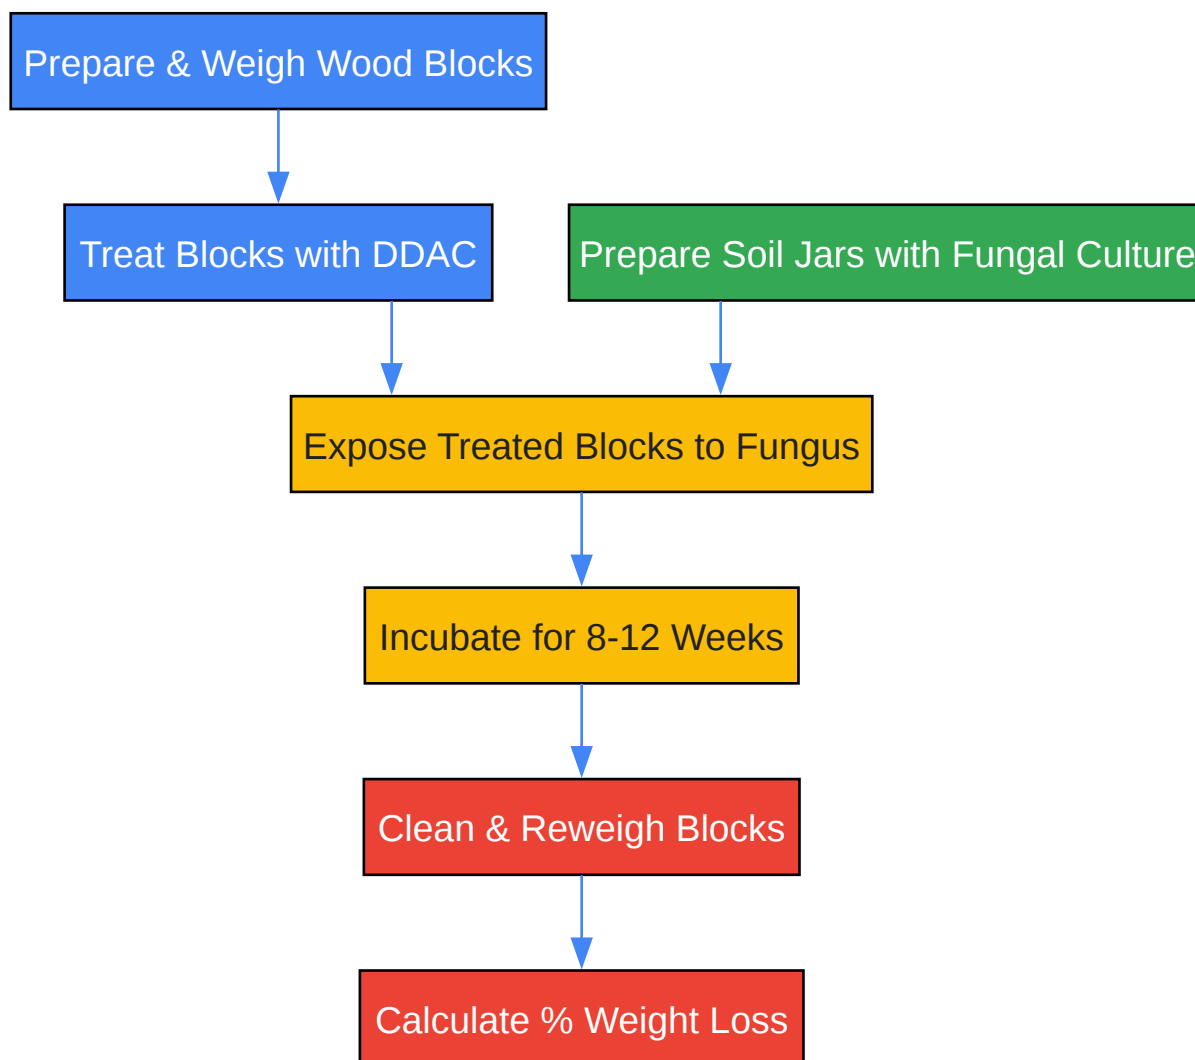 Prepare & Weigh Wood Blocks
Treat Blocks with DDAC
Prepare Soil Jars with Fungal Culture
Expose Treated Blocks to Fungus
Incubate for 8-12 Weeks
Clean & Reweigh Blocks
Calculate % Weight Loss